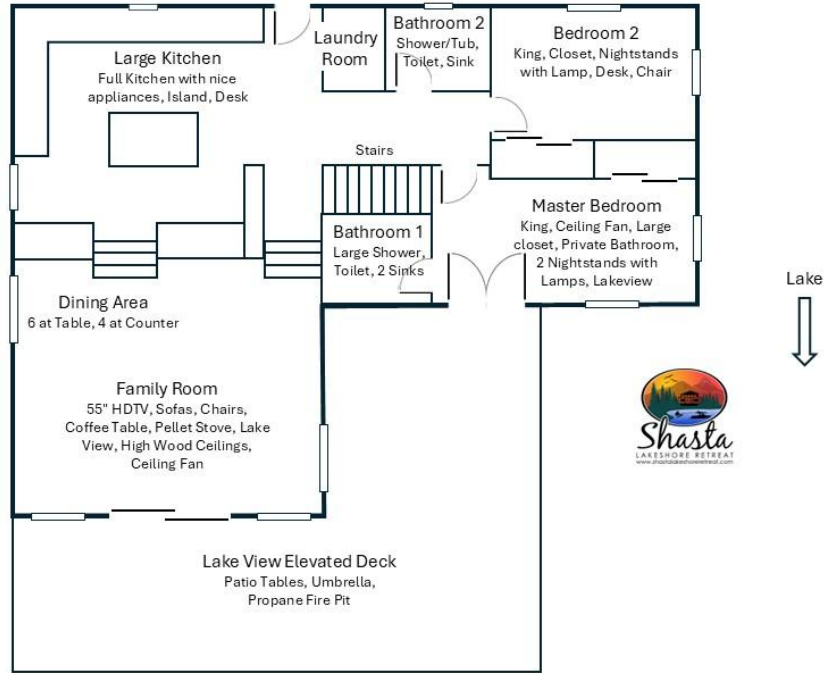 Large Kitchen
Full Kitchen with nice
appliances, Island, Desk
Laundry
Room
Bathroom 2
Shower/Tub,
Toilet, Sink
Bedroom 2
King, Closet, Nightstands
with Lamp, Desk, Chair
Stairs
Bathroom 1
Large Shower,
Toilet, 2 Sinks
Master Bedroom
King, Ceiling Fan, Large
closet, Private Bathroom,
2 Nightstands with
Lamps, Lakeview
Lake
Dining Area
6 at Table, 4 at Counter
Family Room
55" HDTV, Sofas, Chairs,
Coffee Table, Pellet Stove, Lake
View, High Wood Ceilings,
Ceiling Fan
Shasta
LAKESHORE RETREAT
www.shastalakeshoreretreat.com
Lake View Elevated Deck
Patio Tables, Umbrella,
Propane Fire Pit